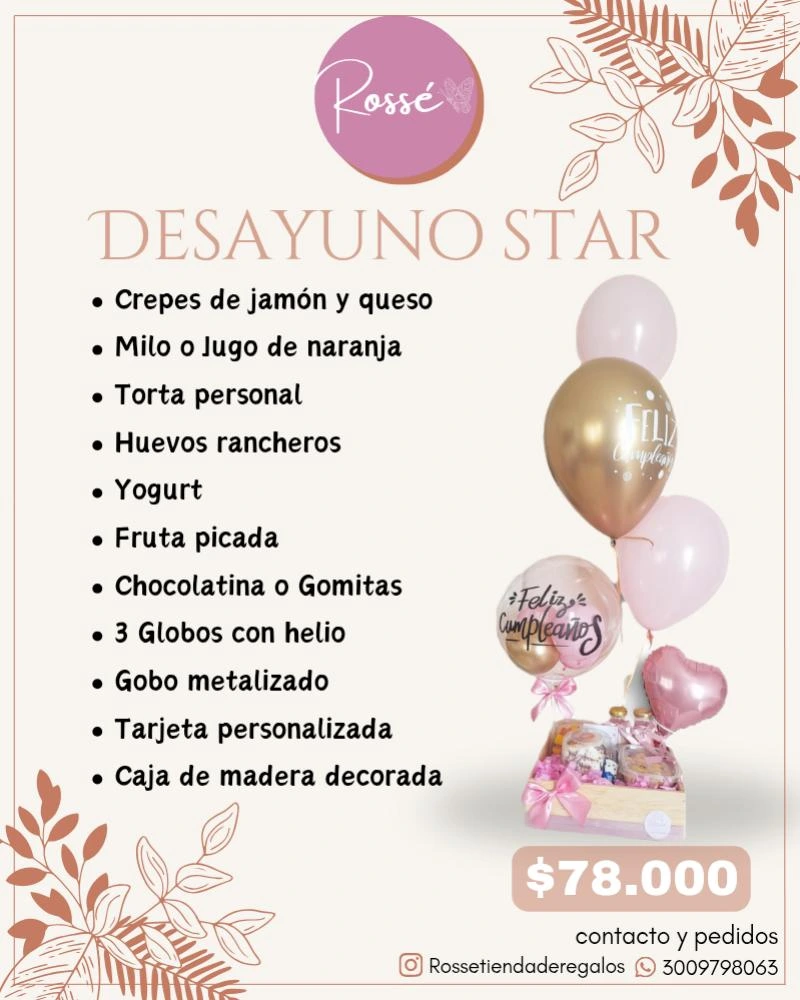 Rossé
DESAYUNO STAR
• Crepes de jamón y queso
• Milo o Jugo de naranja
• Torta personal
• Huevos rancheros
• Yogurt
• Fruta picada
• Chocolatina o Gomitas
• 3 Globos con helio
• Gobo metalizado
• Tarjeta personalizada
• Caja de madera decorada
FELIZ
Cumpleaños
Feliz
Cumpleaños
$78.000
contacto y pedidos
Rossetiendaderegalos 3009798063